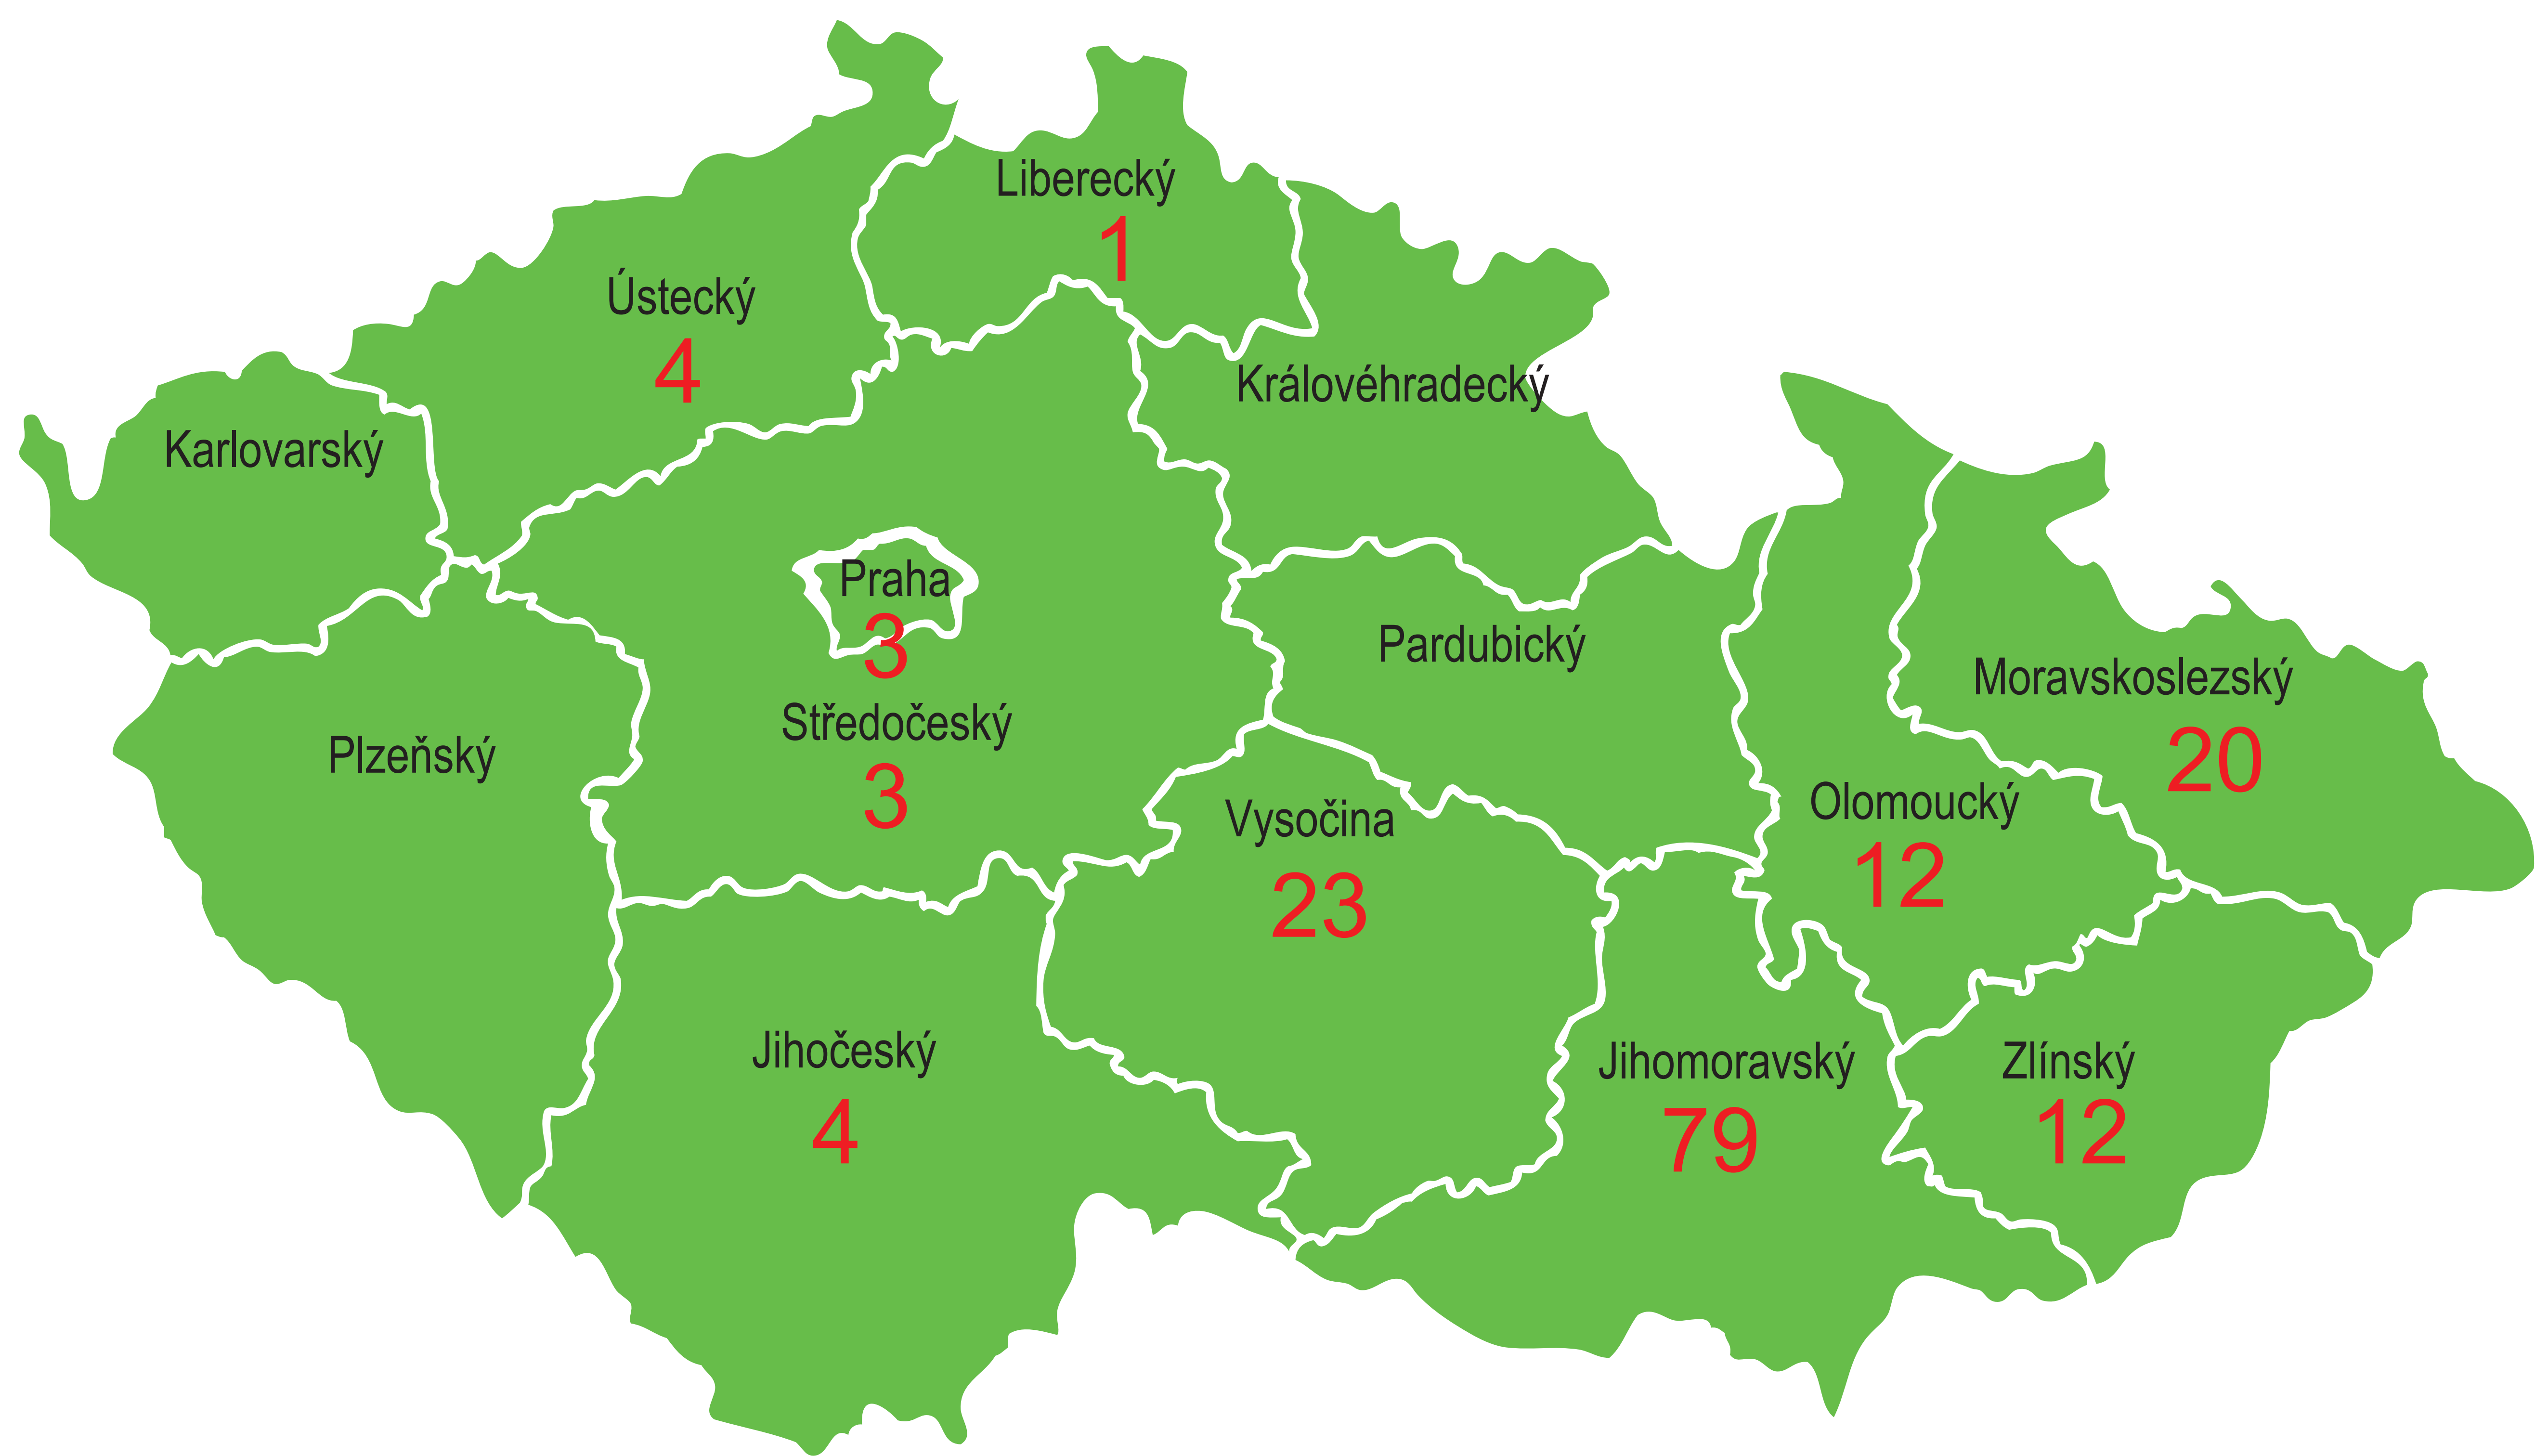 Liberecký
1
Ústecký
4
Královéhradecký
Karlovarský
Praha
3
Pardubický
Moravskoslezský
20
Středočeský
3
Plzeňský
Vysočina
23
Olomoucký
12
Jihočeský
4
Jihomoravský
79
Zlínský
12